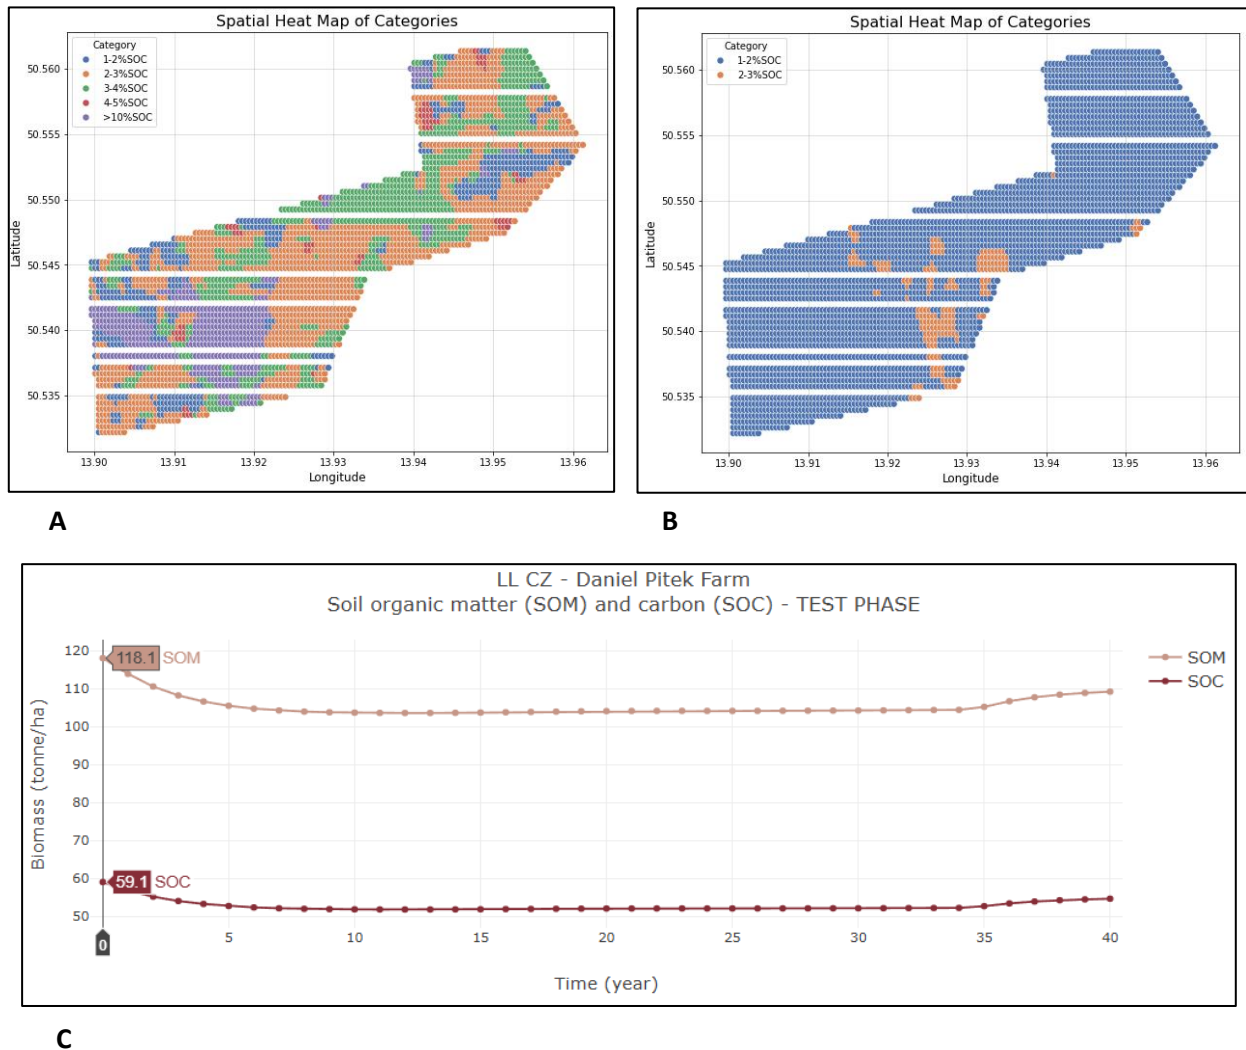 Spatial Heat Map of Categories
Category
1-2%SOC
2-3%SOC
3-4%SOC
4-5%SOC
>10%SOC
50.560
50.555
50.550
50.545
50.540
50.535
Latitude
13.90 13.91 13.92 13.93 13.94 13.95 13.96
Longitude
A
Spatial Heat Map of Categories
Category
1-2%SOC
2-3%SOC
50.560
50.555
50.550
50.545
50.540
50.535
Latitude
13.90 13.91 13.92 13.93 13.94 13.95 13.96
Longitude
B
LL CZ - Daniel Pitek Farm
Soil organic matter (SOM) and carbon (SOC) - TEST PHASE
120
110
100
90
80
70
60
50
Biomass (tonne/ha)
118.1 SOM
59.1 SOC
SOM
SOC
0 5 10 15 20 25 30 35 40
Time (year)
C